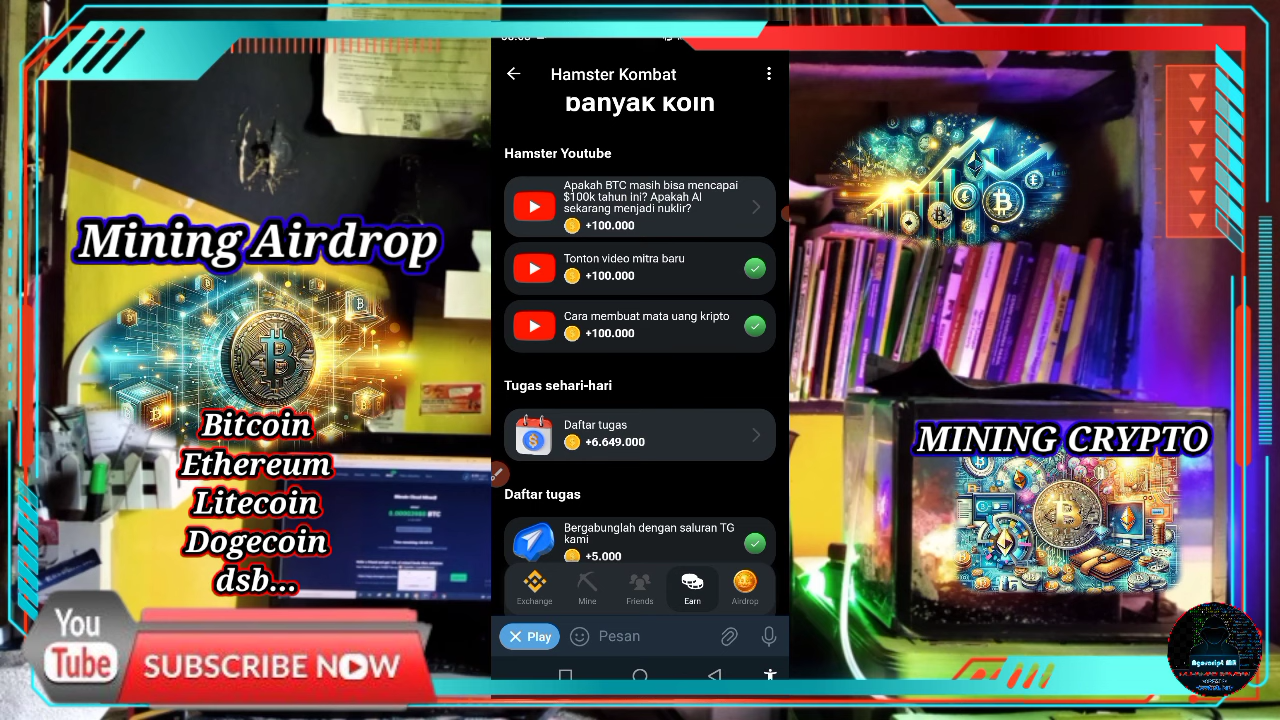 Hamster Kombat
banyak koin
Hamster Youtube
Apakah BTC masih bisa mencapai
$100k tahun ini? Apakah AI
sekarang menjadi nuklir?
+100.000
Tonton video mitra baru
+100.000
Cara membuat mata uang kripto
+100.000
Tugas sehari-hari
Daftar tugas
+6.649.000
Daftar tugas
Bergabunglah dengan saluran TG
kami
+5.000
Exchange
Mine
Friends
Earn
Airdrop
Play
Pesan
Mining Airdrop
Bitcoin
Ethereum
Litecoin
Dogecoin
dsb...
You
Tube
SUBSCRIBE NOW
MINING CRYPTO